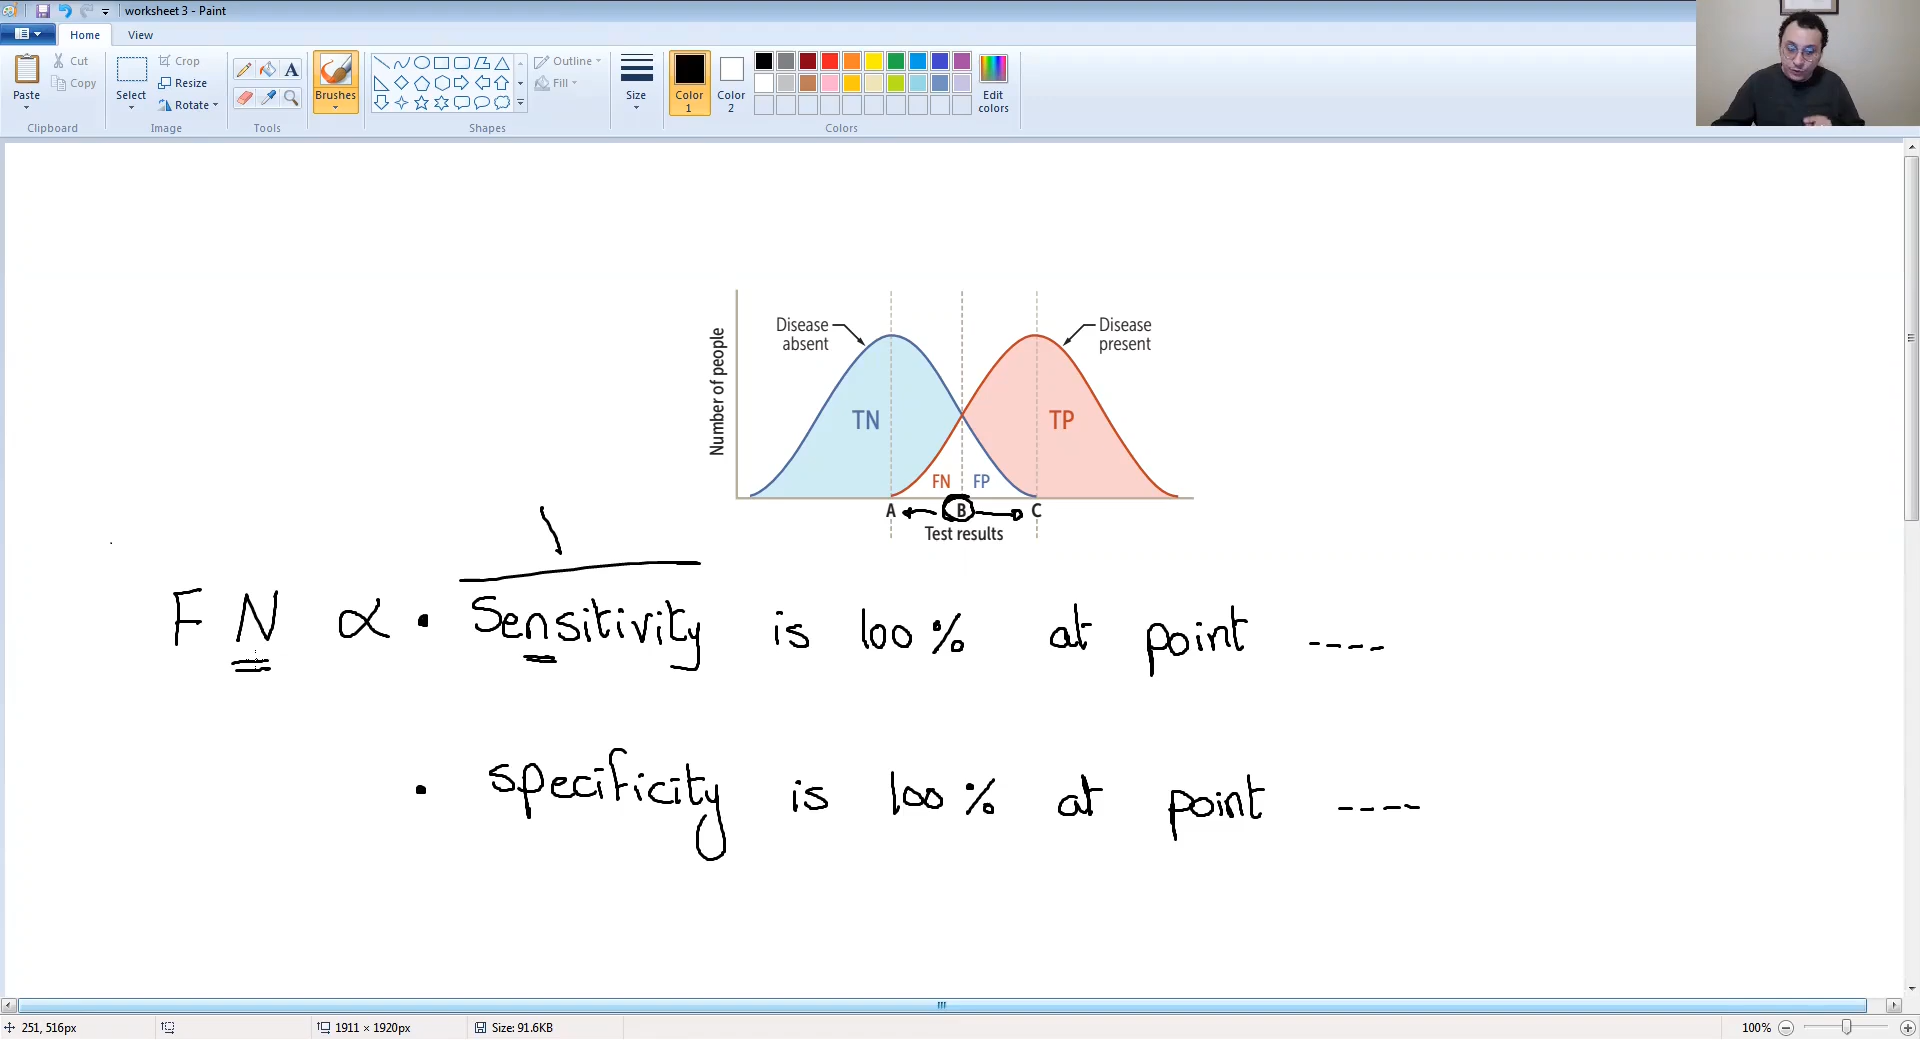 worksheet 3 - Paint
Home View
Paste Cut Copy Clipboard
Select Crop Resize Rotate Image
Tools
Brushes
Shapes
Outline Fill
Size
Color 1 Color 2
Colors
Edit colors
Number of people
Disease absent
Disease present
TN TP
FN FP
A B C
Test results
1
FN ∝ • Sensitivity is 100% at point ----
• specificity is 100% at point ----
251, 516px 1911 × 1920px Size: 91.6KB 100%